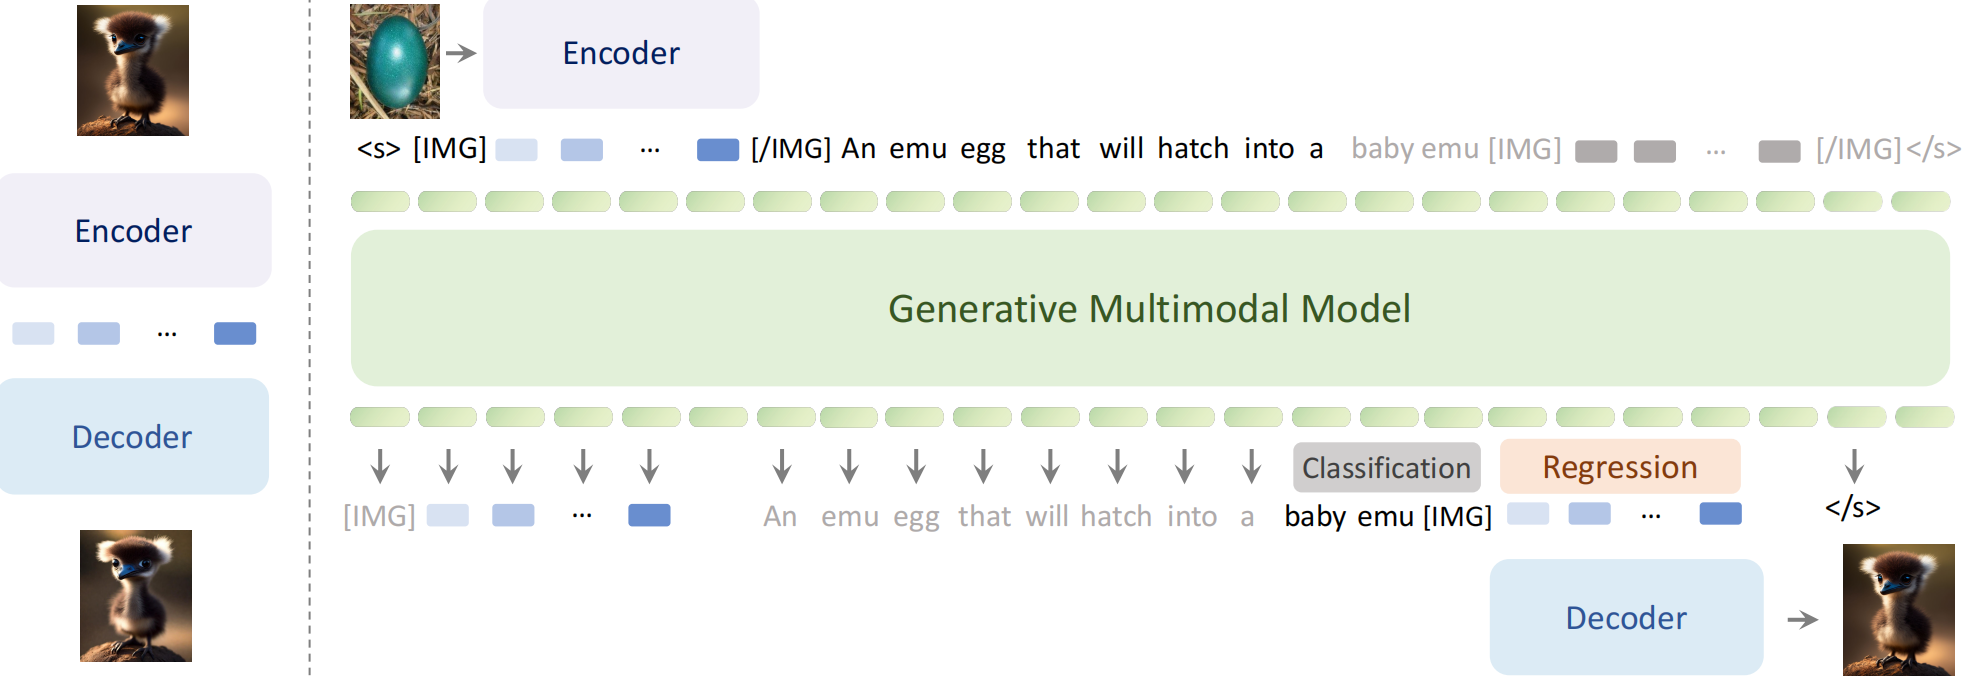 Encoder
Decoder
Encoder
<s> [IMG] ... [/IMG] An emu egg that will hatch into a baby emu [IMG] ... [/IMG] </s>
Generative Multimodal Model
Classification Regression
[IMG] ... An emu egg that will hatch into a baby emu [IMG] ... </s>
Decoder